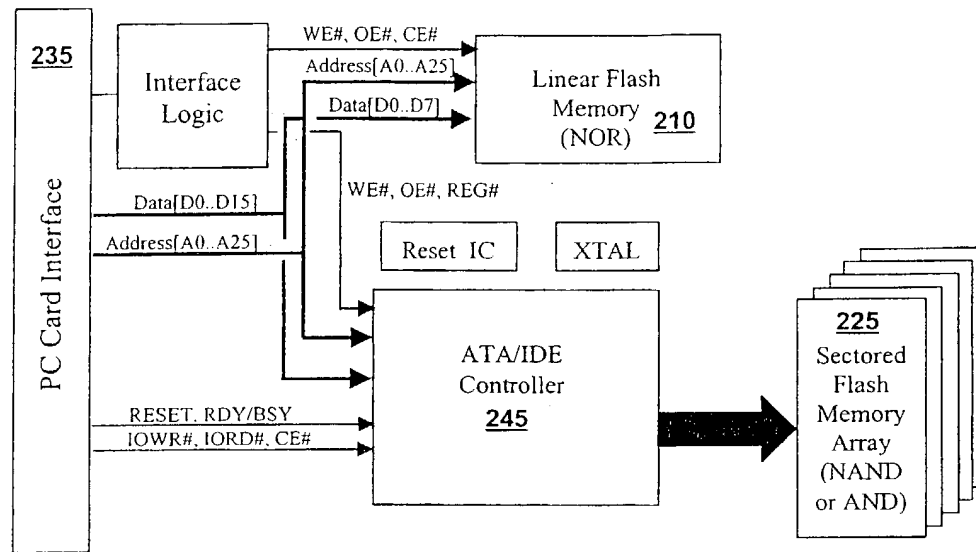 235
PC Card Interface
Interface
Logic
WE#, OE#, CE#
Address[A0..A25]
Data[D0..D7]
Linear Flash
Memory
(NOR)
210
Data[D0..D15]
Address[A0..A25]
WE#, OE#, REG#
Reset IC
XTAL
ATA/IDE
Controller
245
RESET, RDY/BSY
IOWR#, IORD#, CE#
225
Sectored
Flash
Memory
Array
(NAND
or AND)